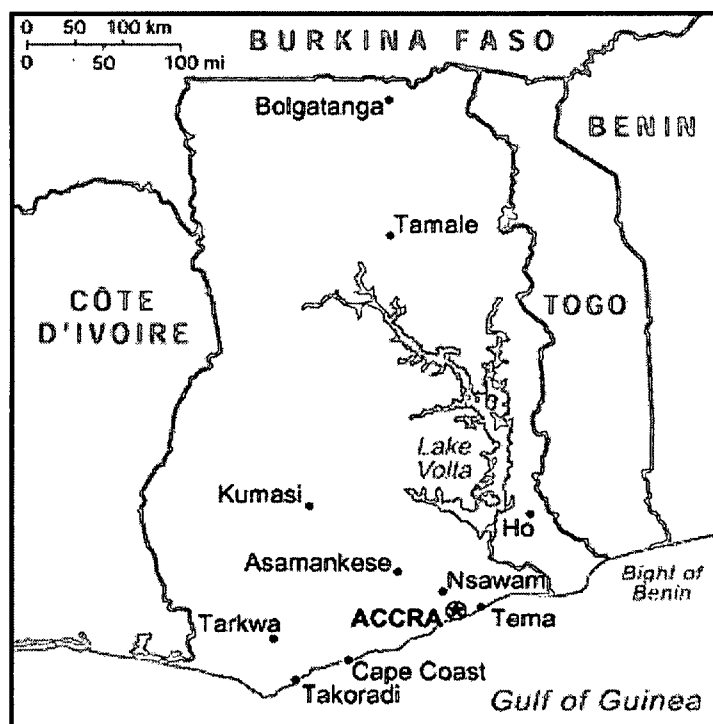 0 50 100 km
0 50 100 mi
BURKINA FASO
Bolgatanga
BENIN
Tamale
CÔTE
D'IVOIRE
TOGO
Lake
Volta
Kumasi
Ho
Asamankese
Nsawam
Bight of
Benin
ACCRA
Tema
Tarkwa
Cape Coast
Takoradi
Gulf of Guinea